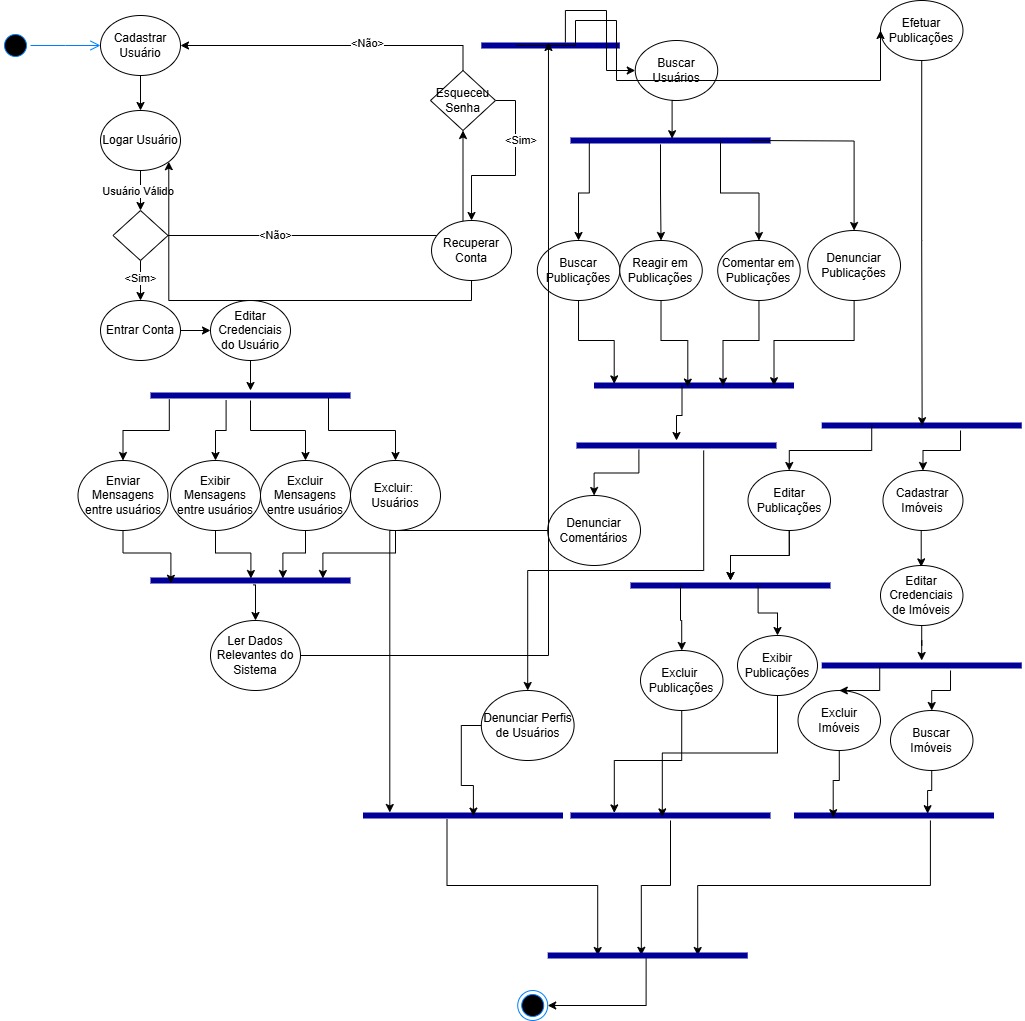 Cadastrar
Usuário
<Não>
Esqueceu
Senha
<Sim>
Buscar
Usuários
Efetuar
Publicações
Logar Usuário
Usuário Válido
<Não>
<Sim>
Recuperar
Conta
Entrar Conta
Editar
Credenciais
do Usuário
Buscar
Publicações
Reagir em
Publicações
Comentar em
Publicações
Denunciar
Publicações
Enviar
Mensagens
entre usuários
Exibir
Mensagens
entre usuários
Excluir
Mensagens
entre usuários
Excluir:
Usuários
Denunciar
Comentários
Editar
Publicações
Cadastrar
Imóveis
Editar
Credenciais
de Imóveis
Ler Dados
Relevantes do
Sistema
Excluir
Publicações
Exibir
Publicações
Denunciar Perfis
de Usuários
Excluir
Imóveis
Buscar
Imóveis